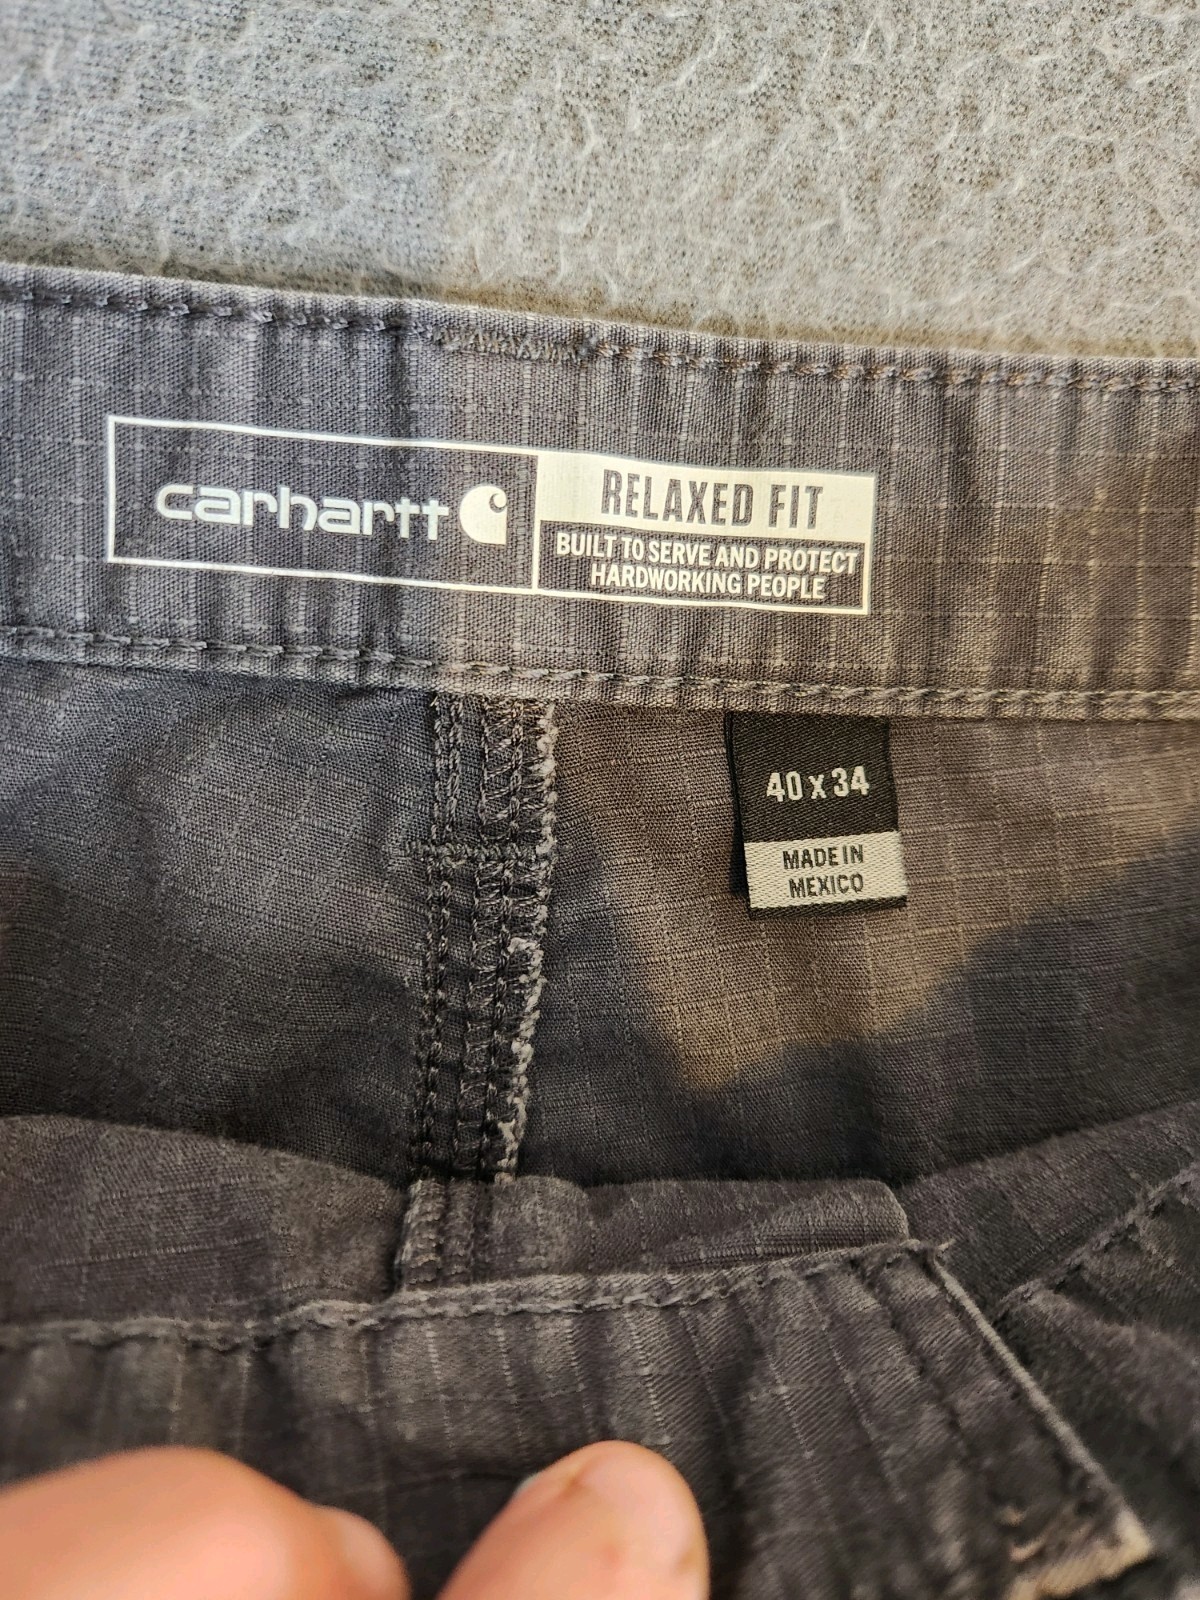 carhartt
RELAXED FIT
BUILT TO SERVE AND PROTECT
HARDWORKING PEOPLE
40 x 34
MADE IN
MEXICO